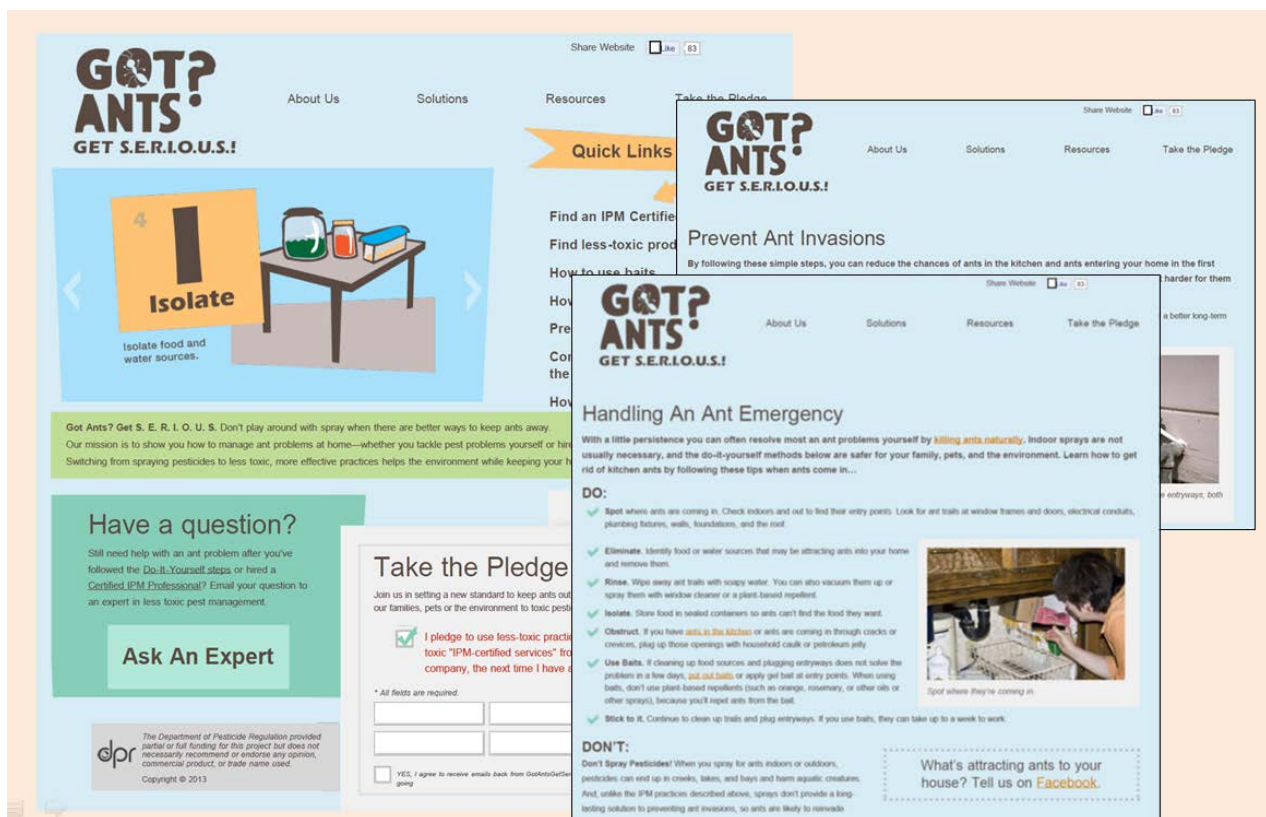 Share Website Like 83
GOT?
ANTS
GET S.E.R.I.O.U.S.!
About Us Solutions Resources Take the Pledge
Quick Links
4
I
Isolate
Isolate food and
water sources.
Find an IPM Certifie
Find less-toxic prod
How to use baits
How
Pre
Con
the
How
Got Ants? Get S. E. R. I. O. U. S. Don't play around with spray when there are better ways to keep ants away.
Our mission is to show you how to manage ant problems at home—whether you tackle pest problems yourself or hire
Switching from spraying pesticides to less toxic, more effective practices helps the environment while keeping your h
Have a question?
Still need help with an ant problem after you've
followed the Do-It-Yourself steps or hired a
Certified IPM Professional? Email your question to
an expert in less toxic pest management.
Ask An Expert
dpr
The Department of Pesticide Regulation provided
partial or full funding for this project but does not
necessarily recommend or endorse any opinion,
commercial product, or trade name used.
Copyright © 2013
Take the Pledge
Join us in setting a new standard to keep ants out
our families, pets or the environment to toxic pesti
I pledge to use less-toxic practic
toxic "IPM-certified services" fro
company, the next time I have a
* All fields are required.
YES, I agree to receive emails back from GotAntsGetSer
going
Share Website Like 83
GOT?
ANTS
GET S.E.R.I.O.U.S.!
About Us Solutions Resources Take the Pledge
Prevent Ant Invasions
By following these simple steps, you can reduce the chances of ants in the kitchen and ants entering your home in the first
t harder for them
a better long-term
e entryways; both
Share Website Like 83
GOT?
ANTS
GET S.E.R.I.O.U.S.!
About Us Solutions Resources Take the Pledge
Handling An Ant Emergency
With a little persistence you can often resolve most an ant problems yourself by killing ants naturally. Indoor sprays are not
usually necessary, and the do-it-yourself methods below are safer for your family, pets, and the environment. Learn how to get
rid of kitchen ants by following these tips when ants come in...
DO:
Spot where ants are coming in. Check indoors and out to find their entry points. Look for ant trails at window frames and doors, electrical conduits,
plumbing fixtures, walls, foundations, and the roof.
Eliminate. Identify food or water sources that may be attracting ants into your home
and remove them.
Rinse. Wipe away ant trails with soapy water. You can also vacuum them up or
spray them with window cleaner or a plant-based repellent.
Isolate. Store food in sealed containers so ants can't find the food they want.
Obstruct. If you have ants in the kitchen or ants are coming in through cracks or
crevices, plug up those openings with household caulk or petroleum jelly.
Use Baits. If cleaning up food sources and plugging entryways does not solve the
problem in a few days, put out baits or apply gel bait at entry points. When using
baits, don't use plant-based repellents (such as orange, rosemary, or other oils or
other sprays), because you'll repel ants from the bait.
Spot where they're coming in.
Stick to it. Continue to clean up trails and plug entryways. If you use baits, they can take up to a week to work.
DON'T:
Don't Spray Pesticides! When you spray for ants indoors or outdoors,
pesticides can end up in creeks, lakes, and bays and harm aquatic creatures.
And, unlike the IPM practices described above, sprays don't provide a long-
lasting solution to preventing ant invasions, so ants are likely to reinvade
What's attracting ants to your
house? Tell us on Facebook.